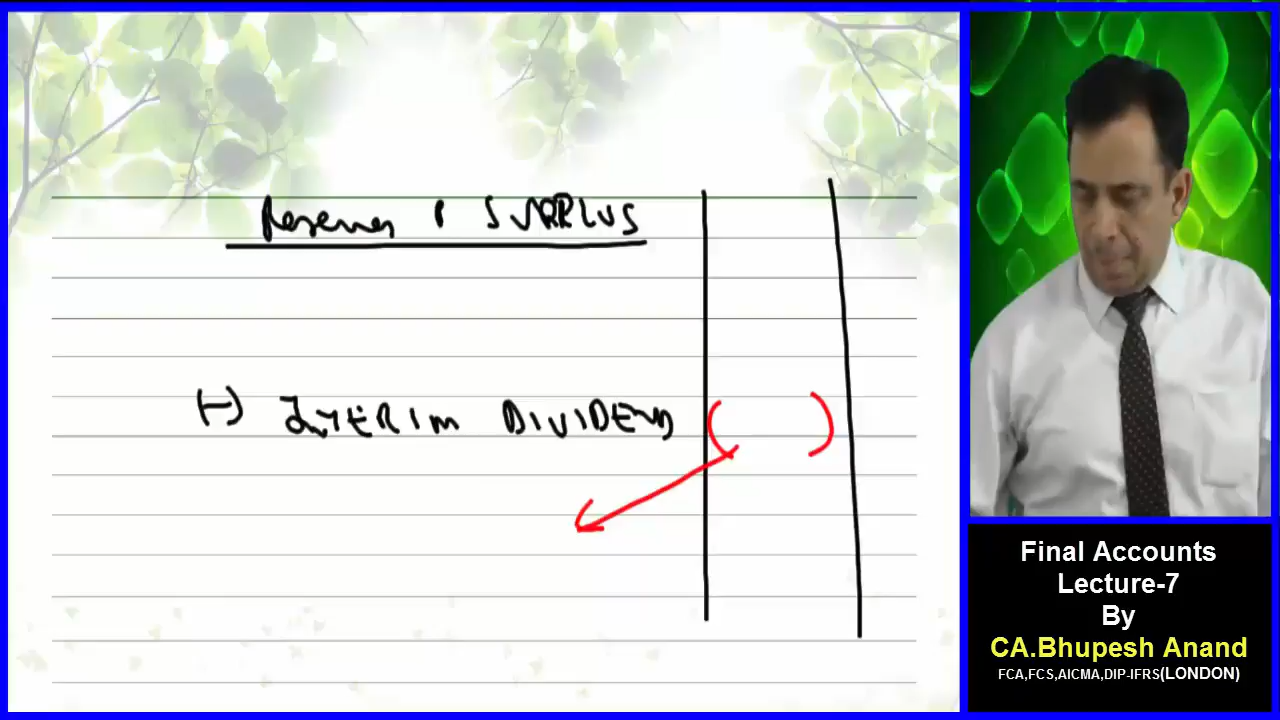 Reserves & SURPLUS
(-) INTERIM DIVIDEND ( )
Final Accounts
Lecture-7
By
CA.Bhupesh Anand
FCA,FCS,AICMA,DIP-IFRS(LONDON)